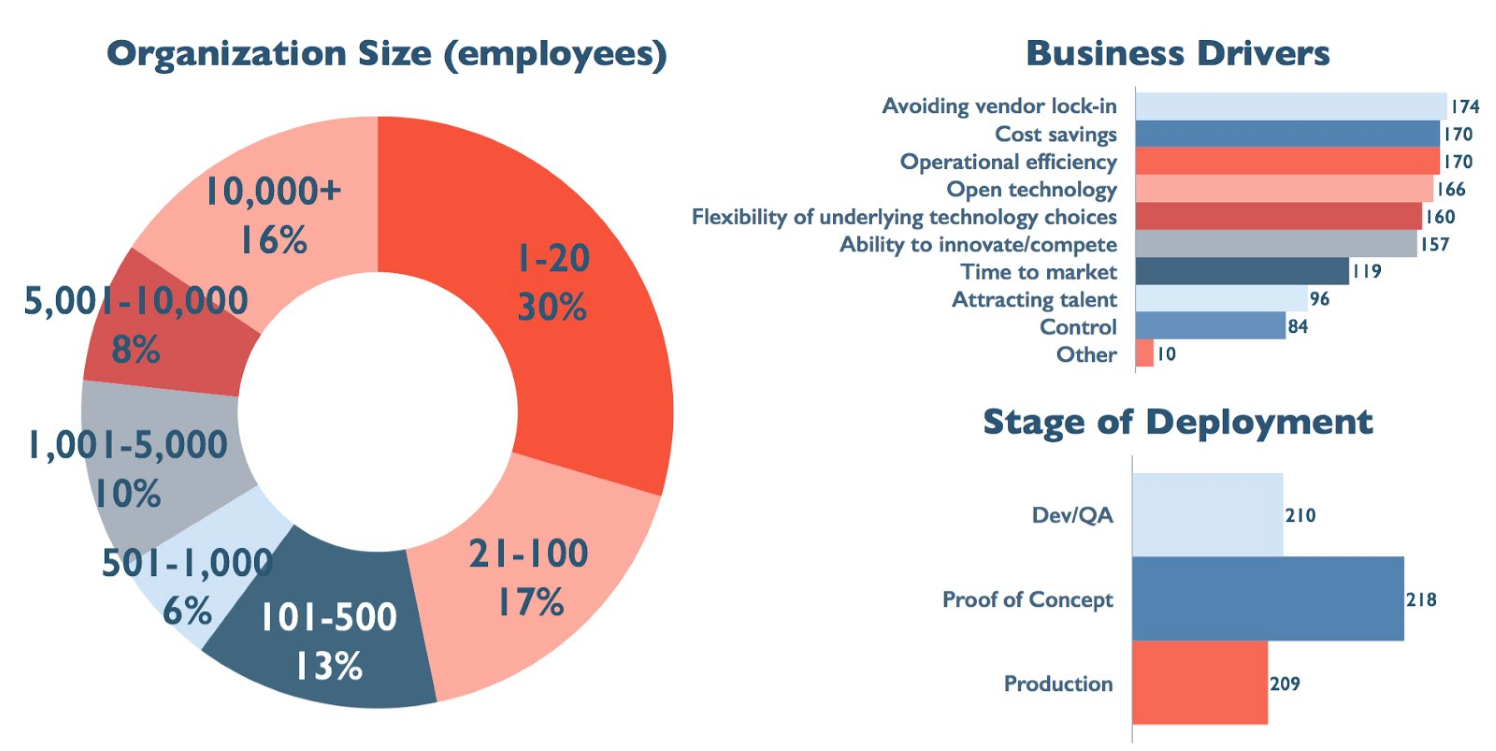 Organization Size (employees)
1-20
30%
21-100
17%
101-500
13%
501-1,000
6%
1,001-5,000
10%
5,001-10,000
8%
10,000+
16%
Business Drivers
Avoiding vendor lock-in 174
Cost savings 170
Operational efficiency 170
Open technology 166
Flexibility of underlying technology choices 160
Ability to innovate/compete 157
Time to market 119
Attracting talent 96
Control 84
Other 10
Stage of Deployment
Dev/QA 210
Proof of Concept 218
Production 209